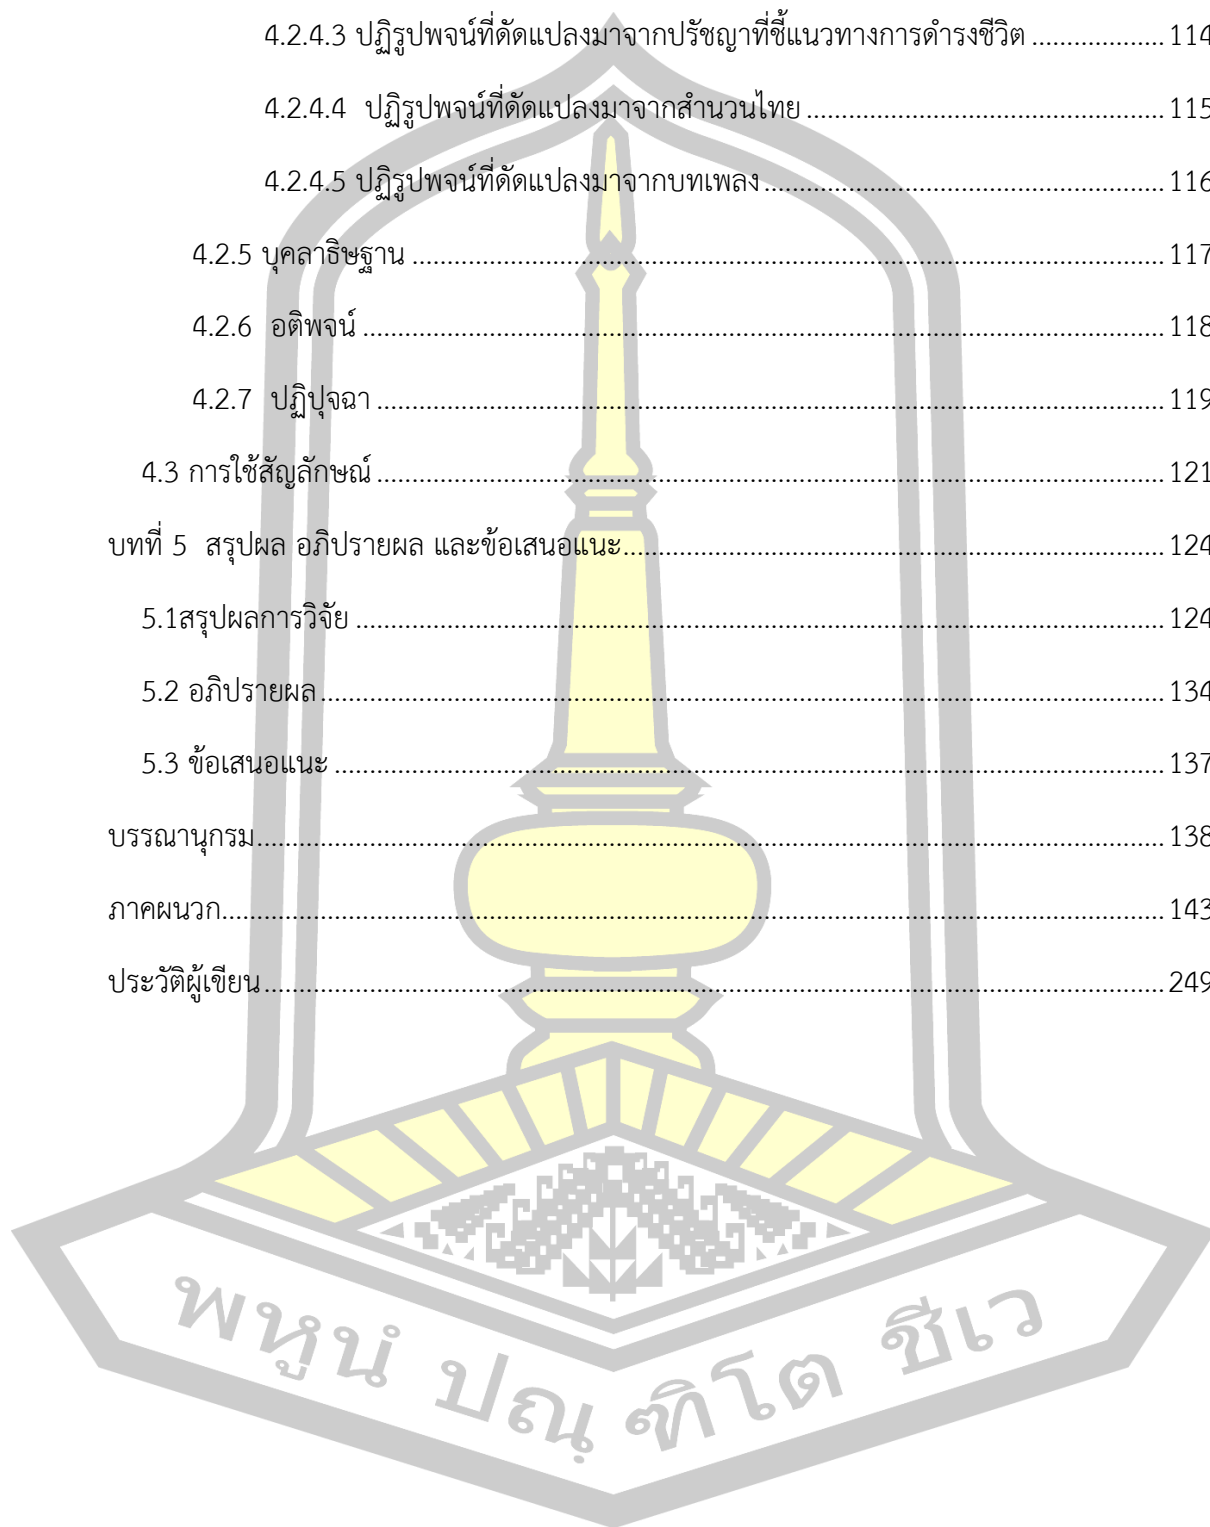 4.2.4.3 ปฏิรูปพจน์ที่ดัดแปลงมาจากปรัชญาที่ชี้แนวทางการดำรงชีวิต .................. 114
4.2.4.4  ปฏิรูปพจน์ที่ดัดแปลงมาจากสำนวนไทย .................. 115
4.2.4.5 ปฏิรูปพจน์ที่ดัดแปลงมาจากบทเพลง .................. 116
4.2.5 บุคลาธิษฐาน .................. 117
4.2.6  อติพจน์ .................. 118
4.2.7  ปฏิปุจฉา .................. 119
4.3 การใช้สัญลักษณ์ .................. 121
บทที่ 5  สรุปผล อภิปรายผล และข้อเสนอแนะ .................. 124
5.1สรุปผลการวิจัย .................. 124
5.2 อภิปรายผล .................. 134
5.3 ข้อเสนอแนะ .................. 137
บรรณานุกรม .................. 138
ภาคผนวก .................. 143
ประวัติผู้เขียน .................. 249
พหูนํ ปณฺฑิโต ชีเว